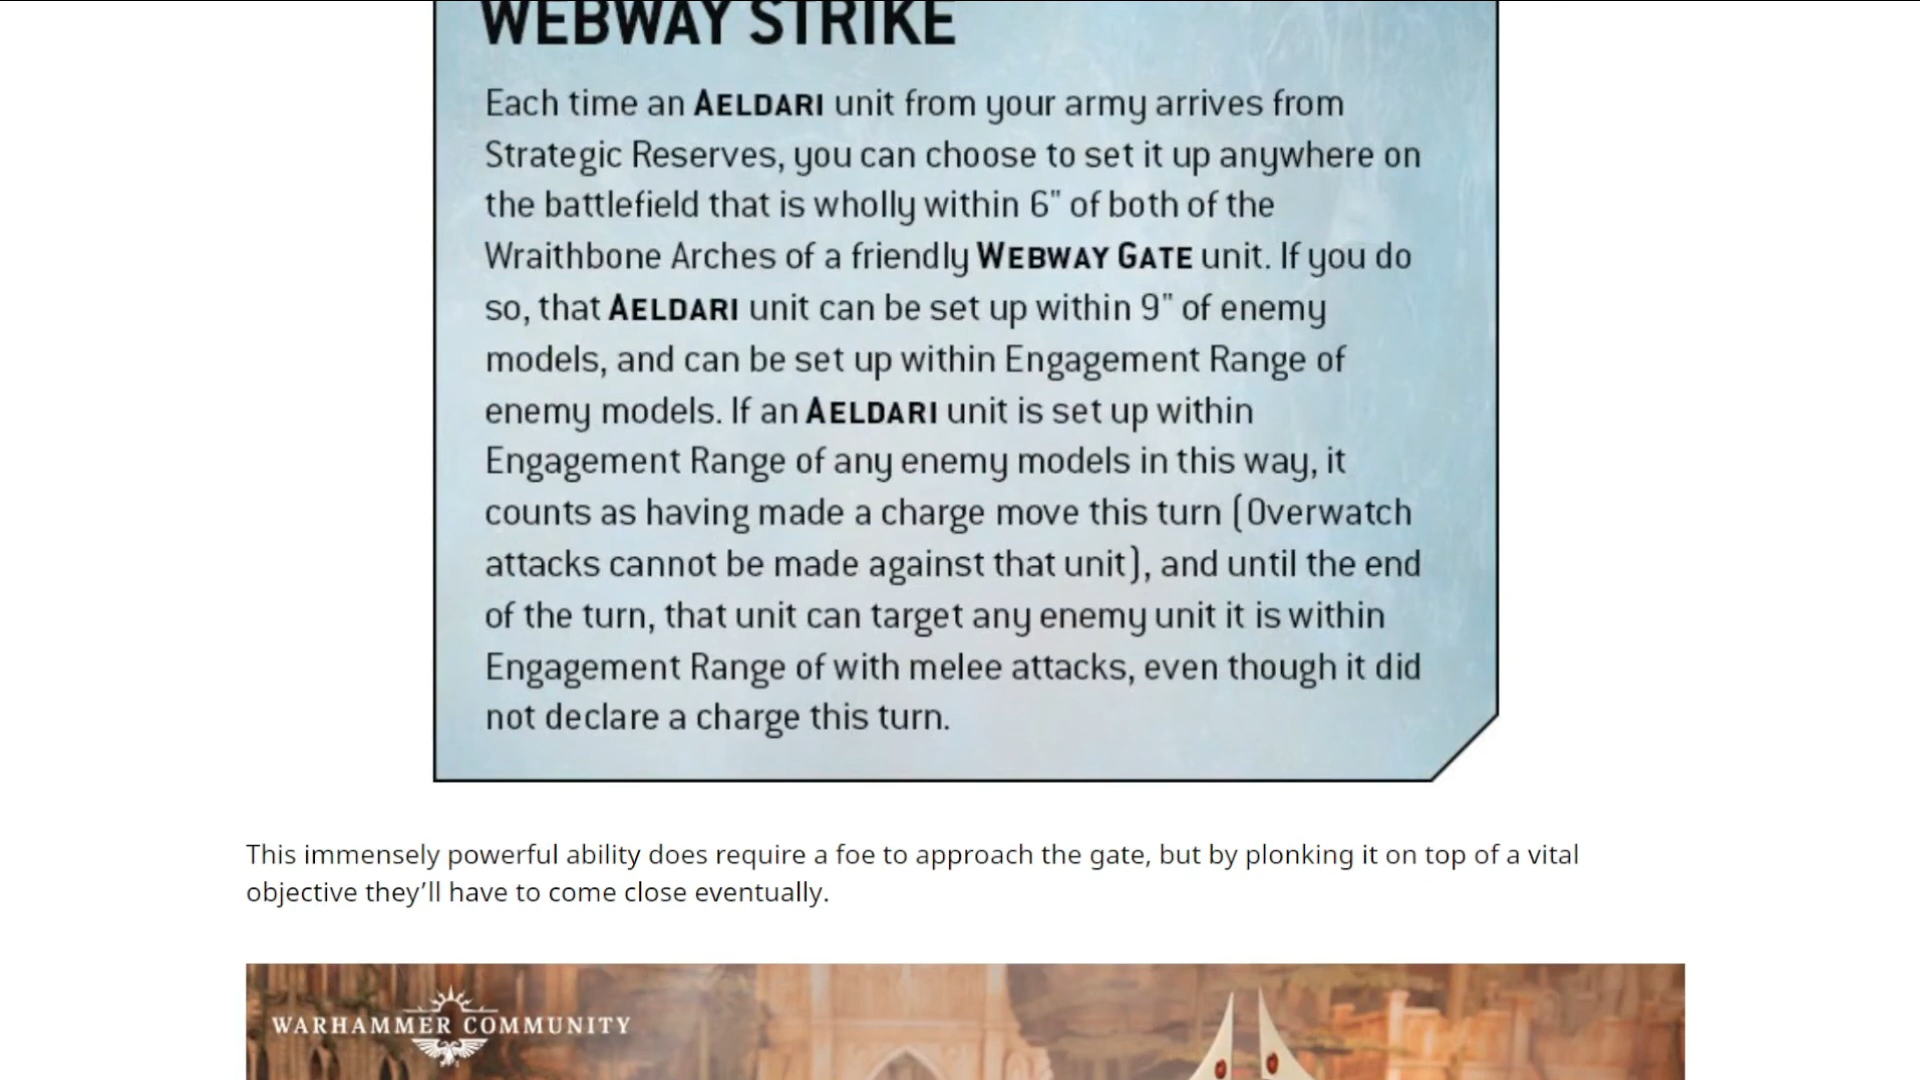 WEBWAY STRIKE
Each time an AELDARI unit from your army arrives from
Strategic Reserves, you can choose to set it up anywhere on
the battlefield that is wholly within 6" of both of the
Wraithbone Arches of a friendly WEBWAY GATE unit. If you do
so, that AELDARI unit can be set up within 9" of enemy
models, and can be set up within Engagement Range of
enemy models. If an AELDARI unit is set up within
Engagement Range of any enemy models in this way, it
counts as having made a charge move this turn (Overwatch
attacks cannot be made against that unit), and until the end
of the turn, that unit can target any enemy unit it is within
Engagement Range of with melee attacks, even though it did
not declare a charge this turn.
This immensely powerful ability does require a foe to approach the gate, but by plonking it on top of a vital
objective they’ll have to come close eventually.
WARHAMMER COMMUNITY